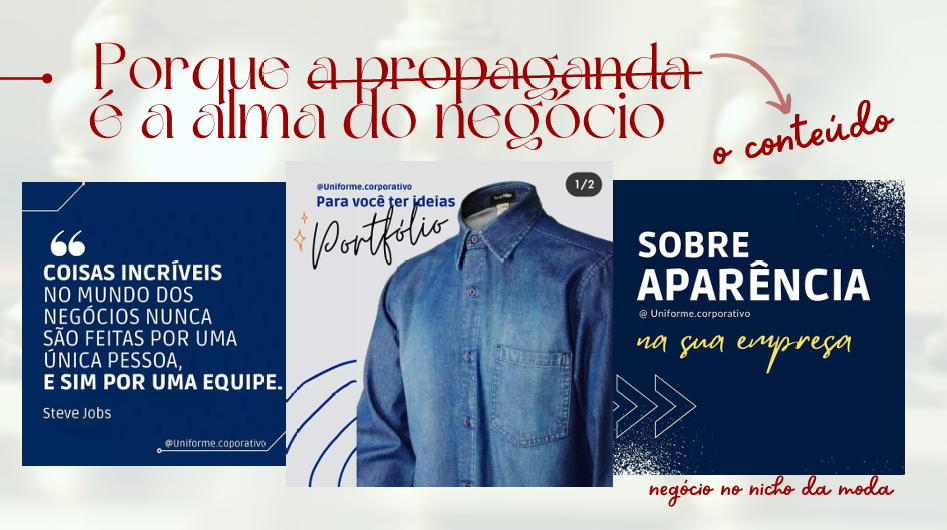 Porque a propaganda
é a alma do negócio
o conteúdo
COISAS INCRÍVEIS
NO MUNDO DOS
NEGÓCIOS NUNCA
SÃO FEITAS POR UMA
ÚNICA PESSOA,
E SIM POR UMA EQUIPE.
Steve Jobs
@Uniforme.coporativo
@Uniforme.corporativo
1/2
Para você ter ideias
Portfólio
SOBRE
APARÊNCIA
@ Uniforme.corporativo
na sua empresa
negócio no nicho da moda